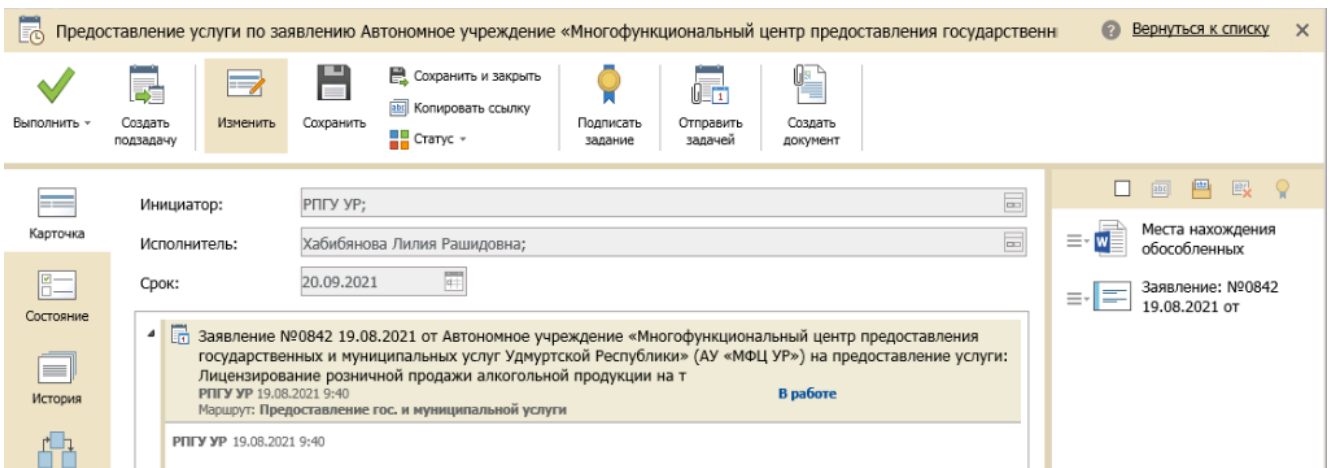 Предоставление услуги по заявлению Автономное учреждение «Многофункциональный центр предоставления государственн
Вернуться к списку
Выполнить
Создать подзадачу
Изменить
Сохранить
Сохранить и закрыть
Копировать ссылку
Статус
Подписать задание
Отправить задачей
Создать документ
Карточка
Состояние
История
Инициатор: РПГУ УР;
Исполнитель: Хабибянова Лилия Рашидовна;
Срок: 20.09.2021
Заявление №0842 19.08.2021 от Автономное учреждение «Многофункциональный центр предоставления
государственных и муниципальных услуг Удмуртской Республики» (АУ «МФЦ УР») на предоставление услуги:
Лицензирование розничной продажи алкогольной продукции на т
РПГУ УР 19.08.2021 9:40 В работе
Маршрут: Предоставление гос. и муниципальной услуги
РПГУ УР 19.08.2021 9:40
Места нахождения
обособленных
Заявление: №0842
19.08.2021 от